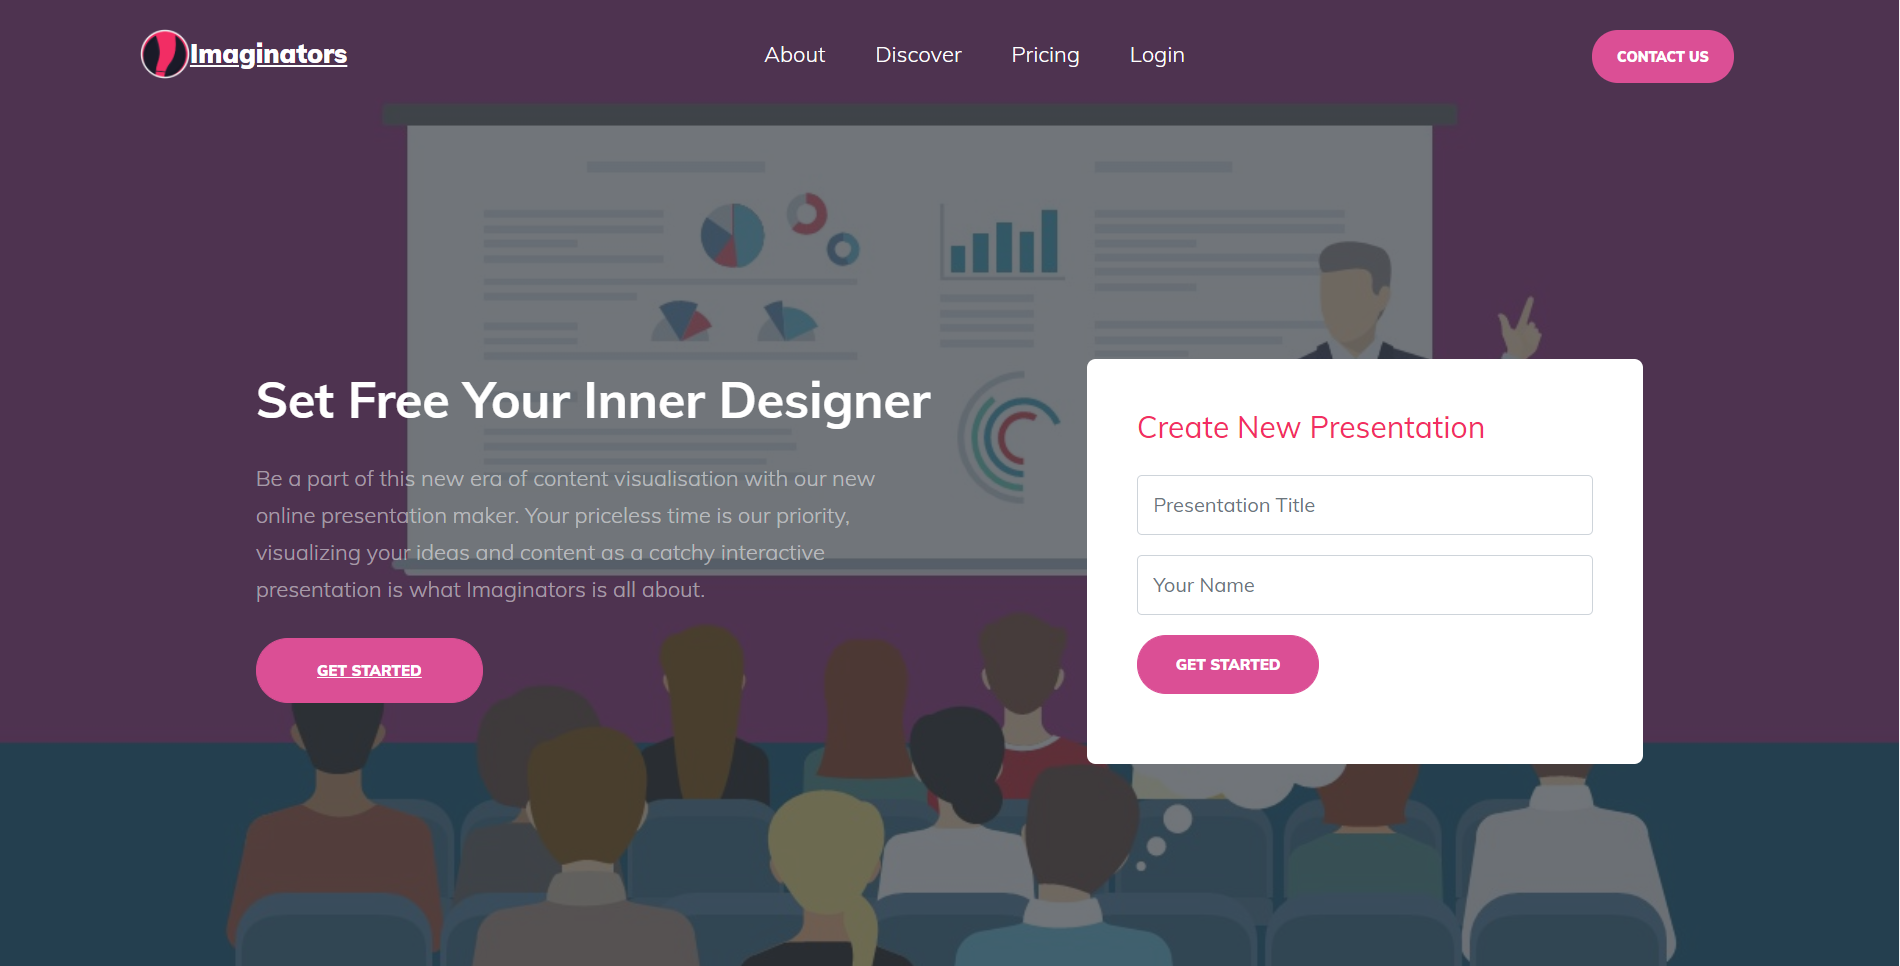 Imaginators
About Discover Pricing Login
CONTACT US
Set Free Your Inner Designer
Be a part of this new era of content visualisation with our new
online presentation maker. Your priceless time is our priority,
visualizing your ideas and content as a catchy interactive
presentation is what Imaginators is all about.
GET STARTED
Create New Presentation
Presentation Title
Your Name
GET STARTED